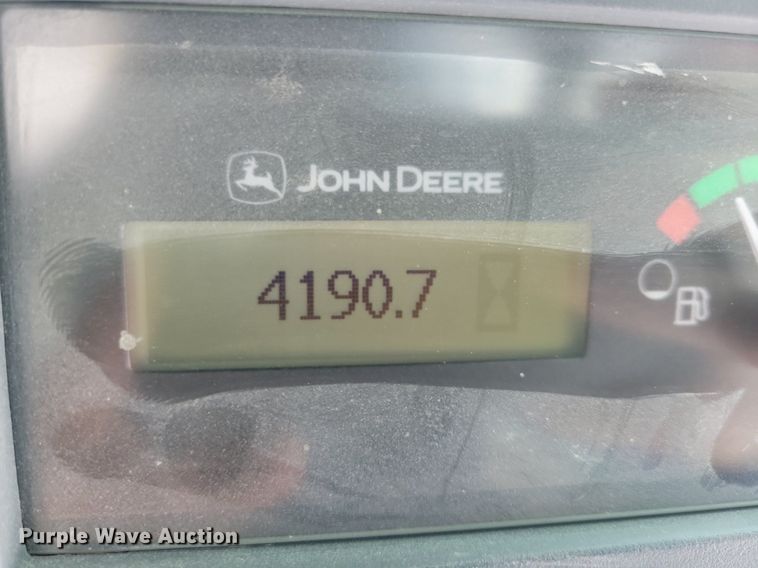 JOHN DEERE
4190.7
Purple Wave Auction